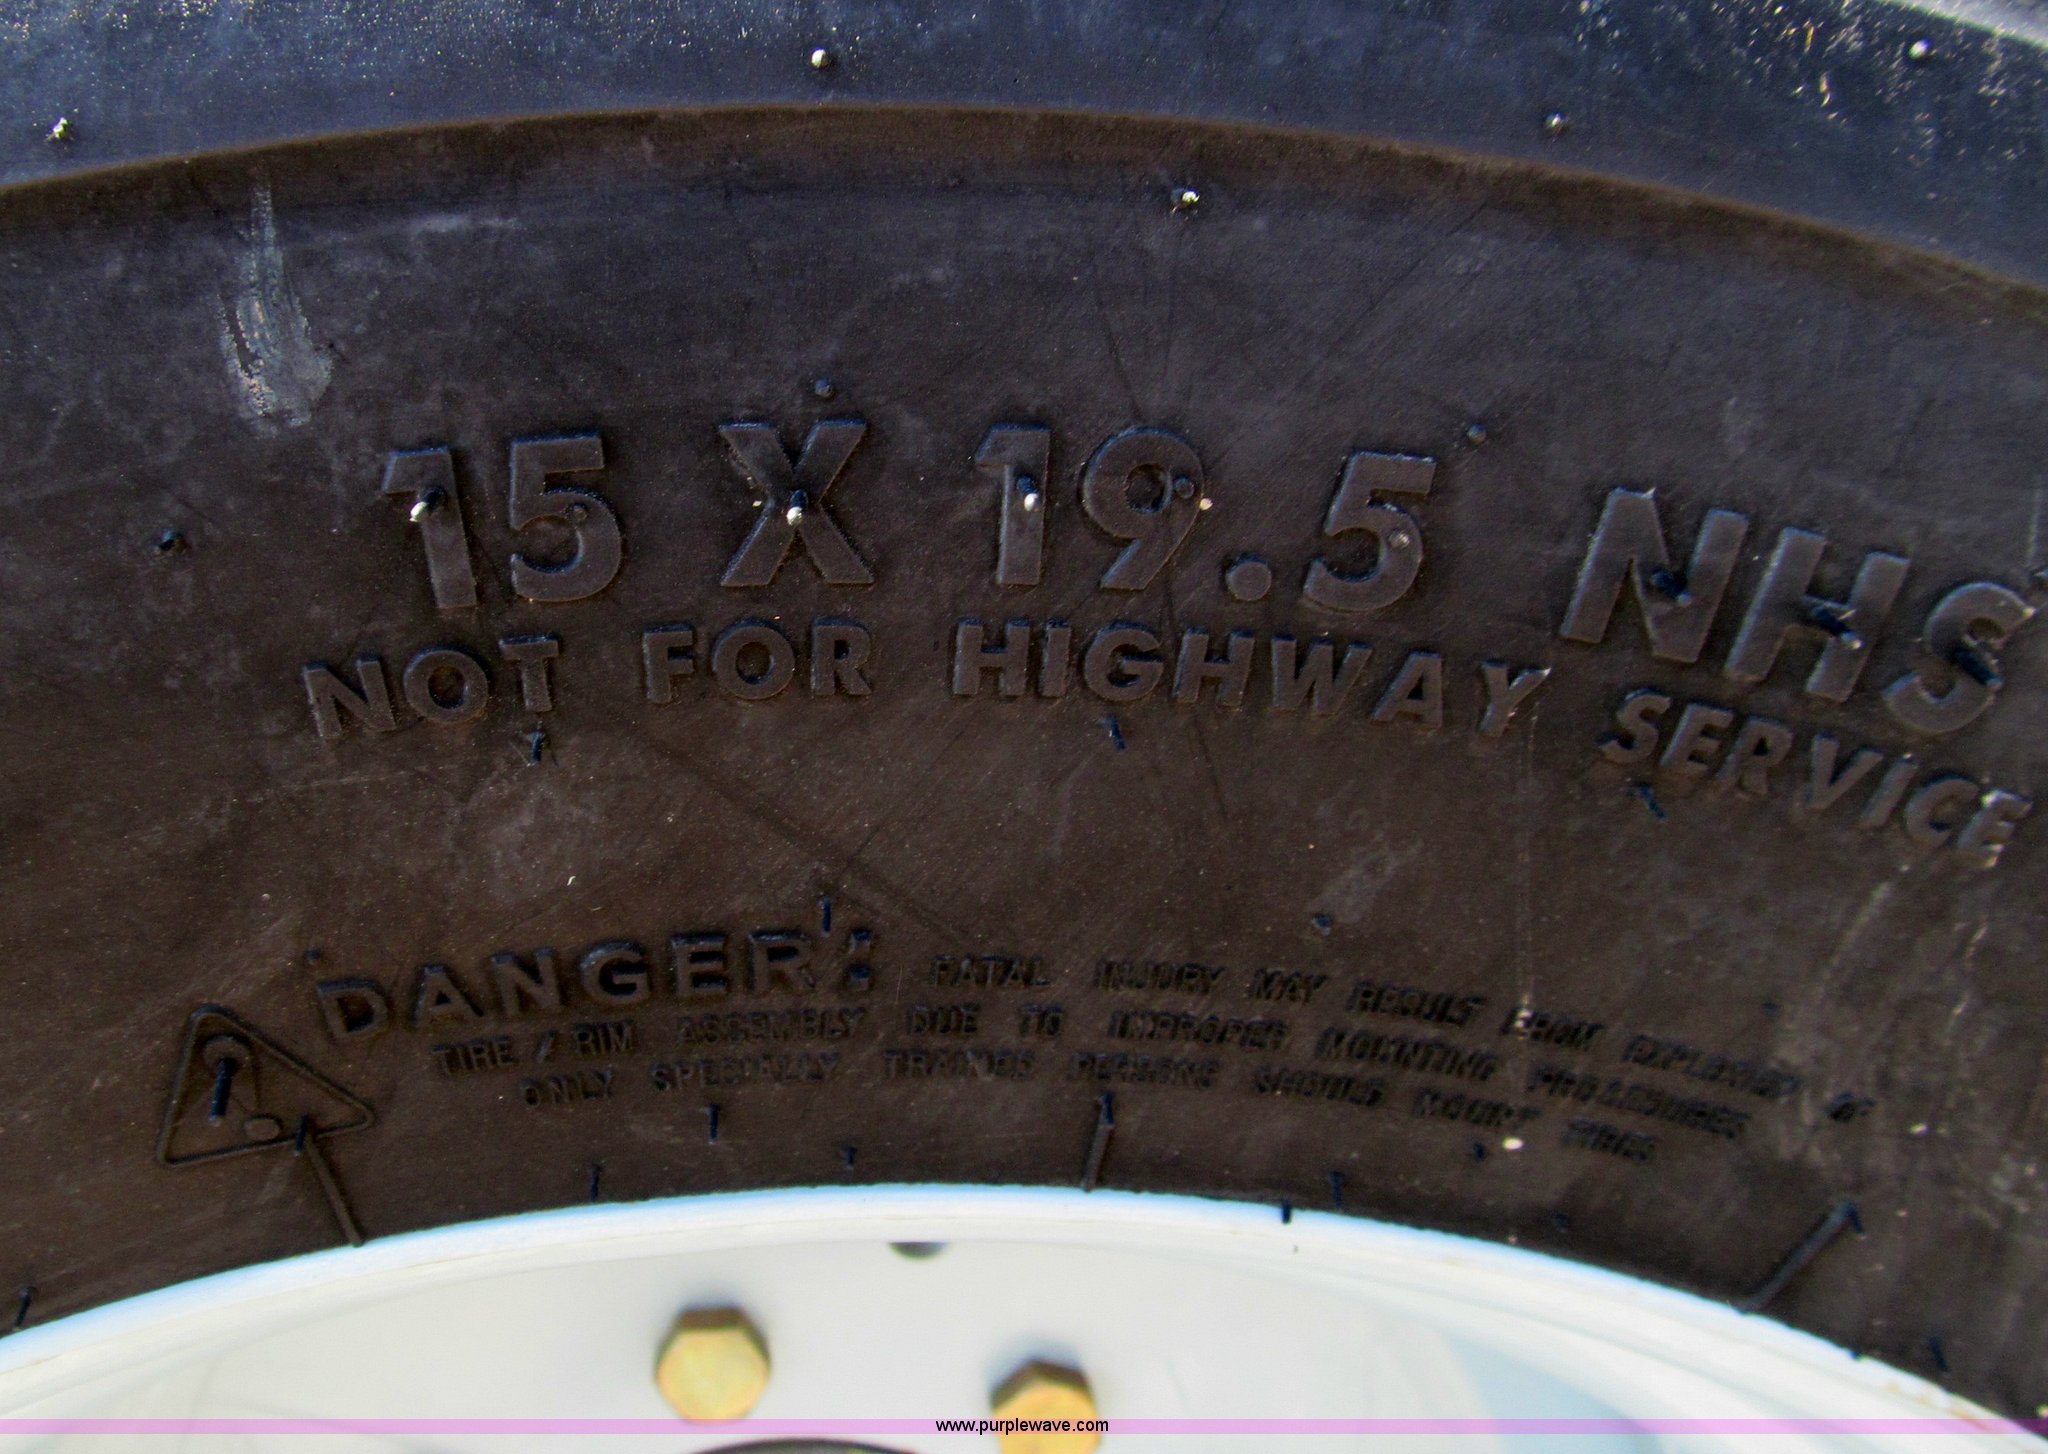 15 X 19.5 NHS
NOT FOR HIGHWAY SERVICE
DANGER: FATAL INJURY MAY RESULT FROM EXPLOSION OF
TIRE / RIM ASSEMBLY DUE TO IMPROPER MOUNTING PROCEDURES
ONLY SPECIALLY TRAINED PERSONS SHOULD MOUNT TIRES
www.purplewave.com